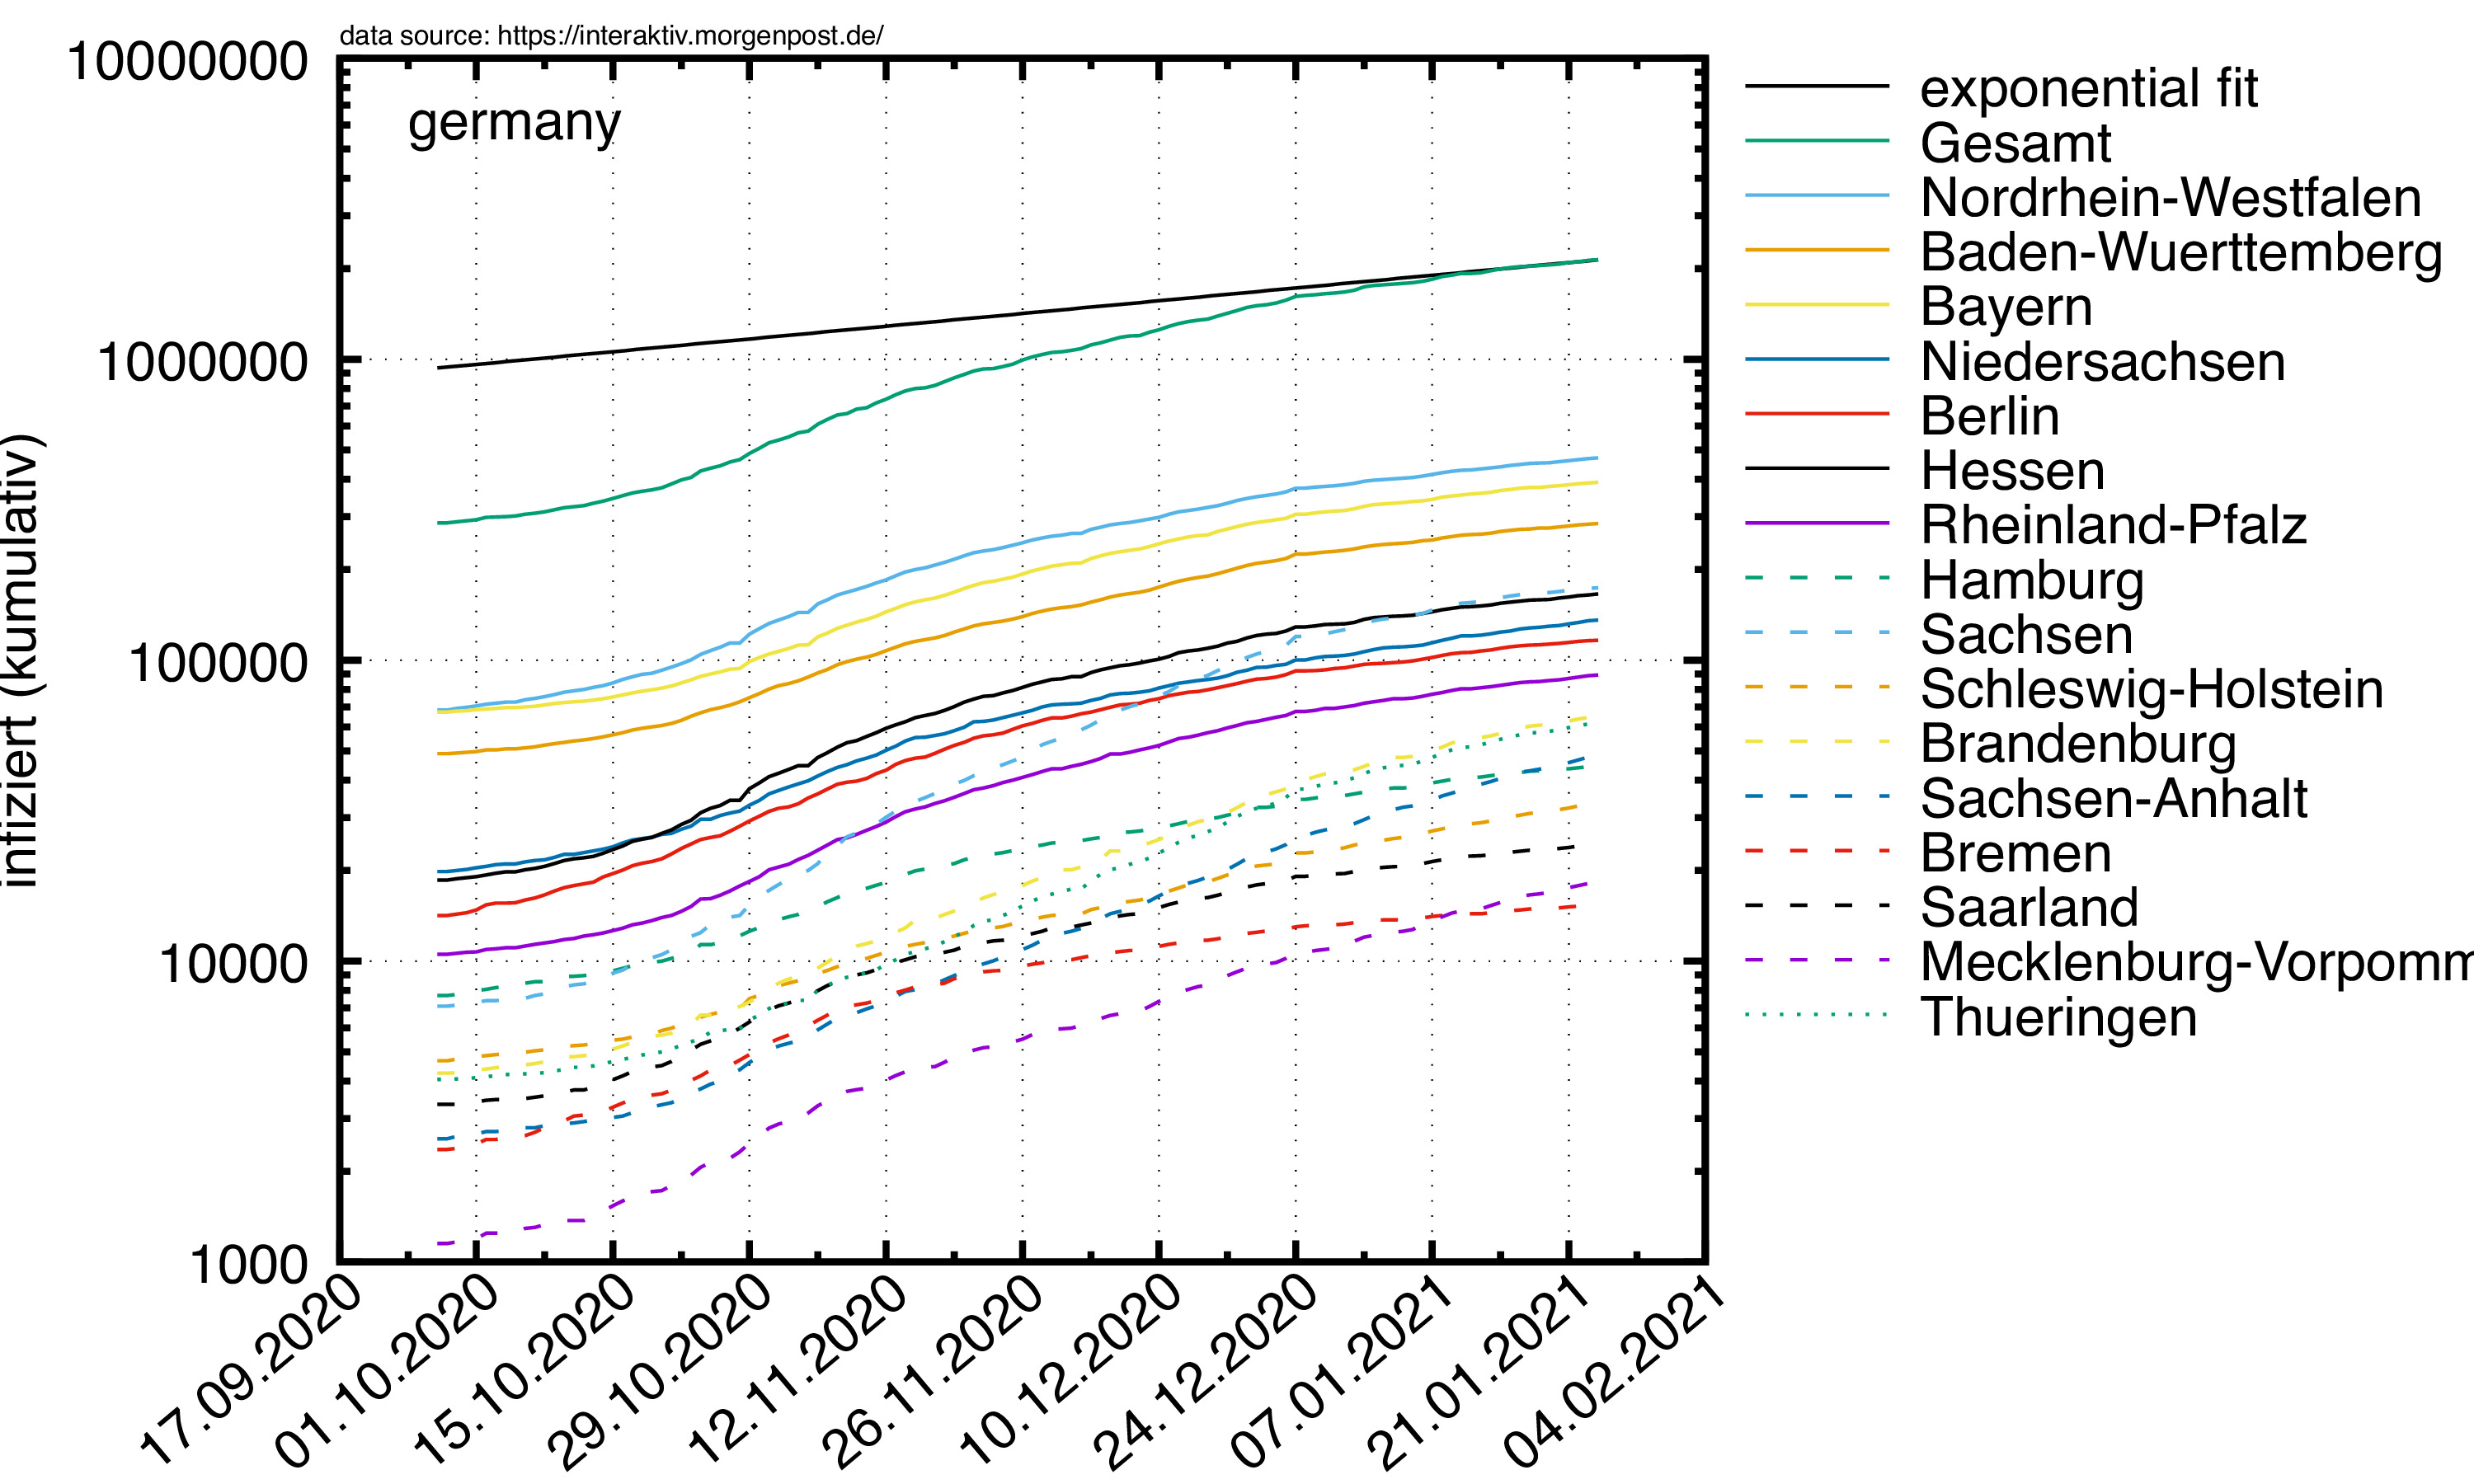 data source: https://interaktiv.morgenpost.de/
germany
infiziert (kumulativ)
10000000
1000000
100000
10000
1000
17.09.2020
01.10.2020
15.10.2020
29.10.2020
12.11.2020
26.11.2020
10.12.2020
24.12.2020
07.01.2021
21.01.2021
04.02.2021
exponential fit
Gesamt
Nordrhein-Westfalen
Baden-Wuerttemberg
Bayern
Niedersachsen
Berlin
Hessen
Rheinland-Pfalz
Hamburg
Sachsen
Schleswig-Holstein
Brandenburg
Sachsen-Anhalt
Bremen
Saarland
Mecklenburg-Vorpomm
Thueringen